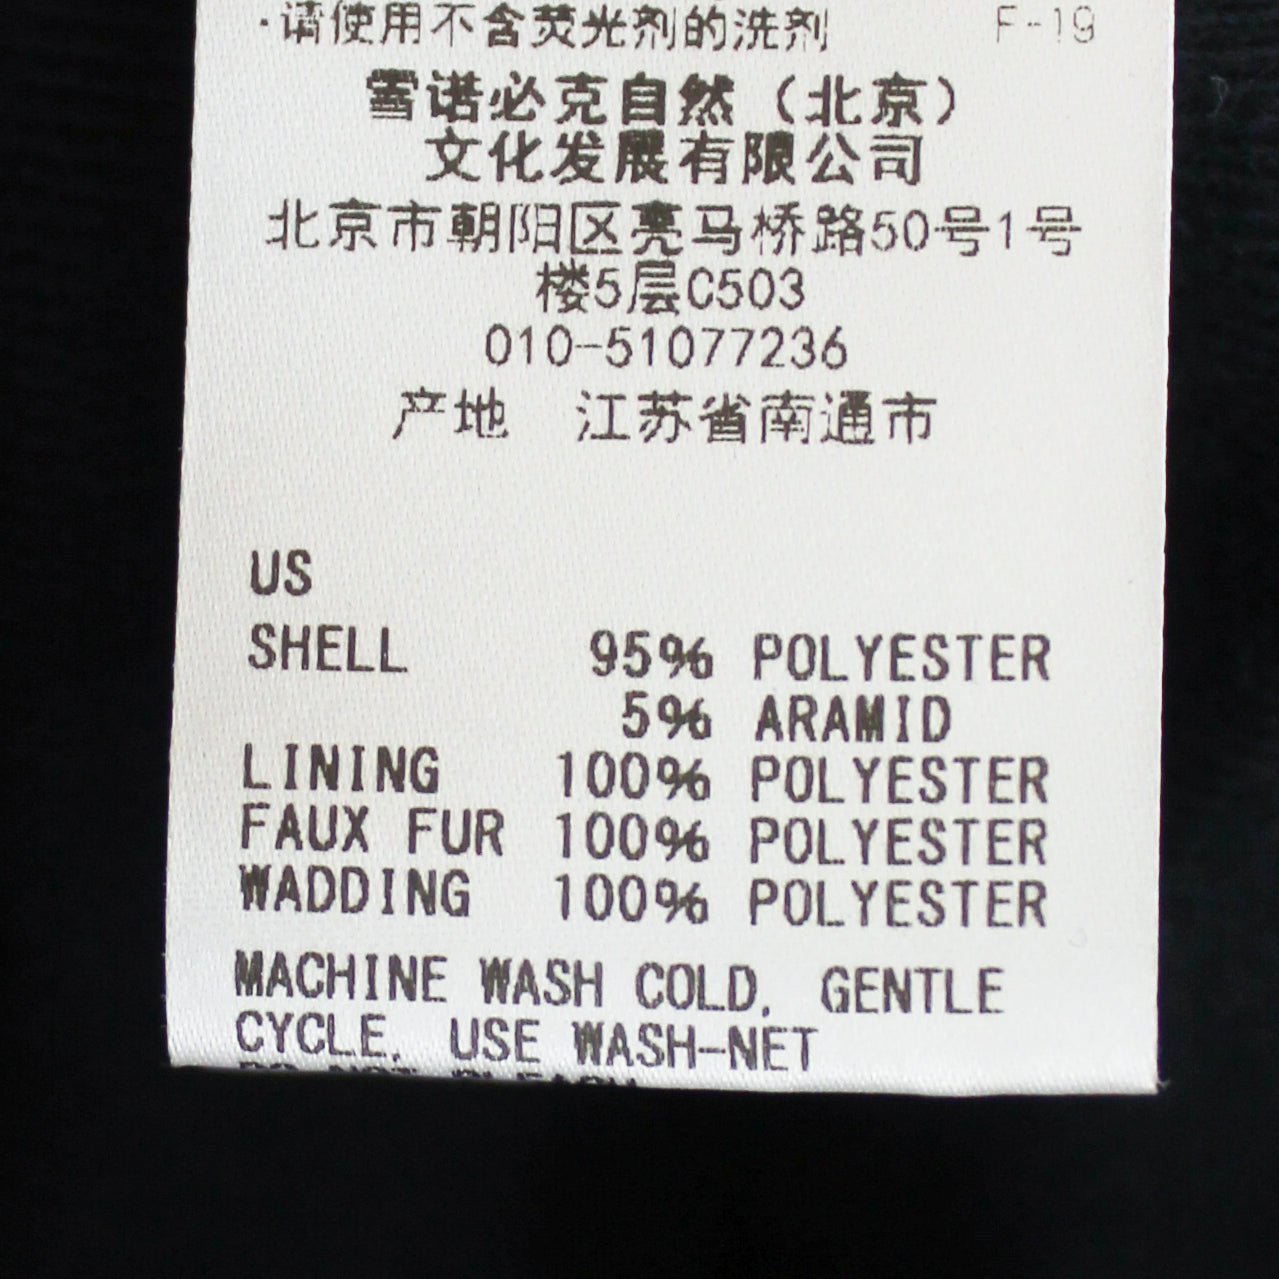 ·请使用不含荧光剂的洗剂 F-19
雪诺必克自然（北京）
文化发展有限公司
北京市朝阳区亮马桥路50号1号
楼5层C503
010-51077236
产地 江苏省南通市
US
SHELL 95% POLYESTER
5% ARAMID
LINING 100% POLYESTER
FAUX FUR 100% POLYESTER
WADDING 100% POLYESTER
MACHINE WASH COLD, GENTLE
CYCLE, USE WASH-NET
DO NOT BLEACH